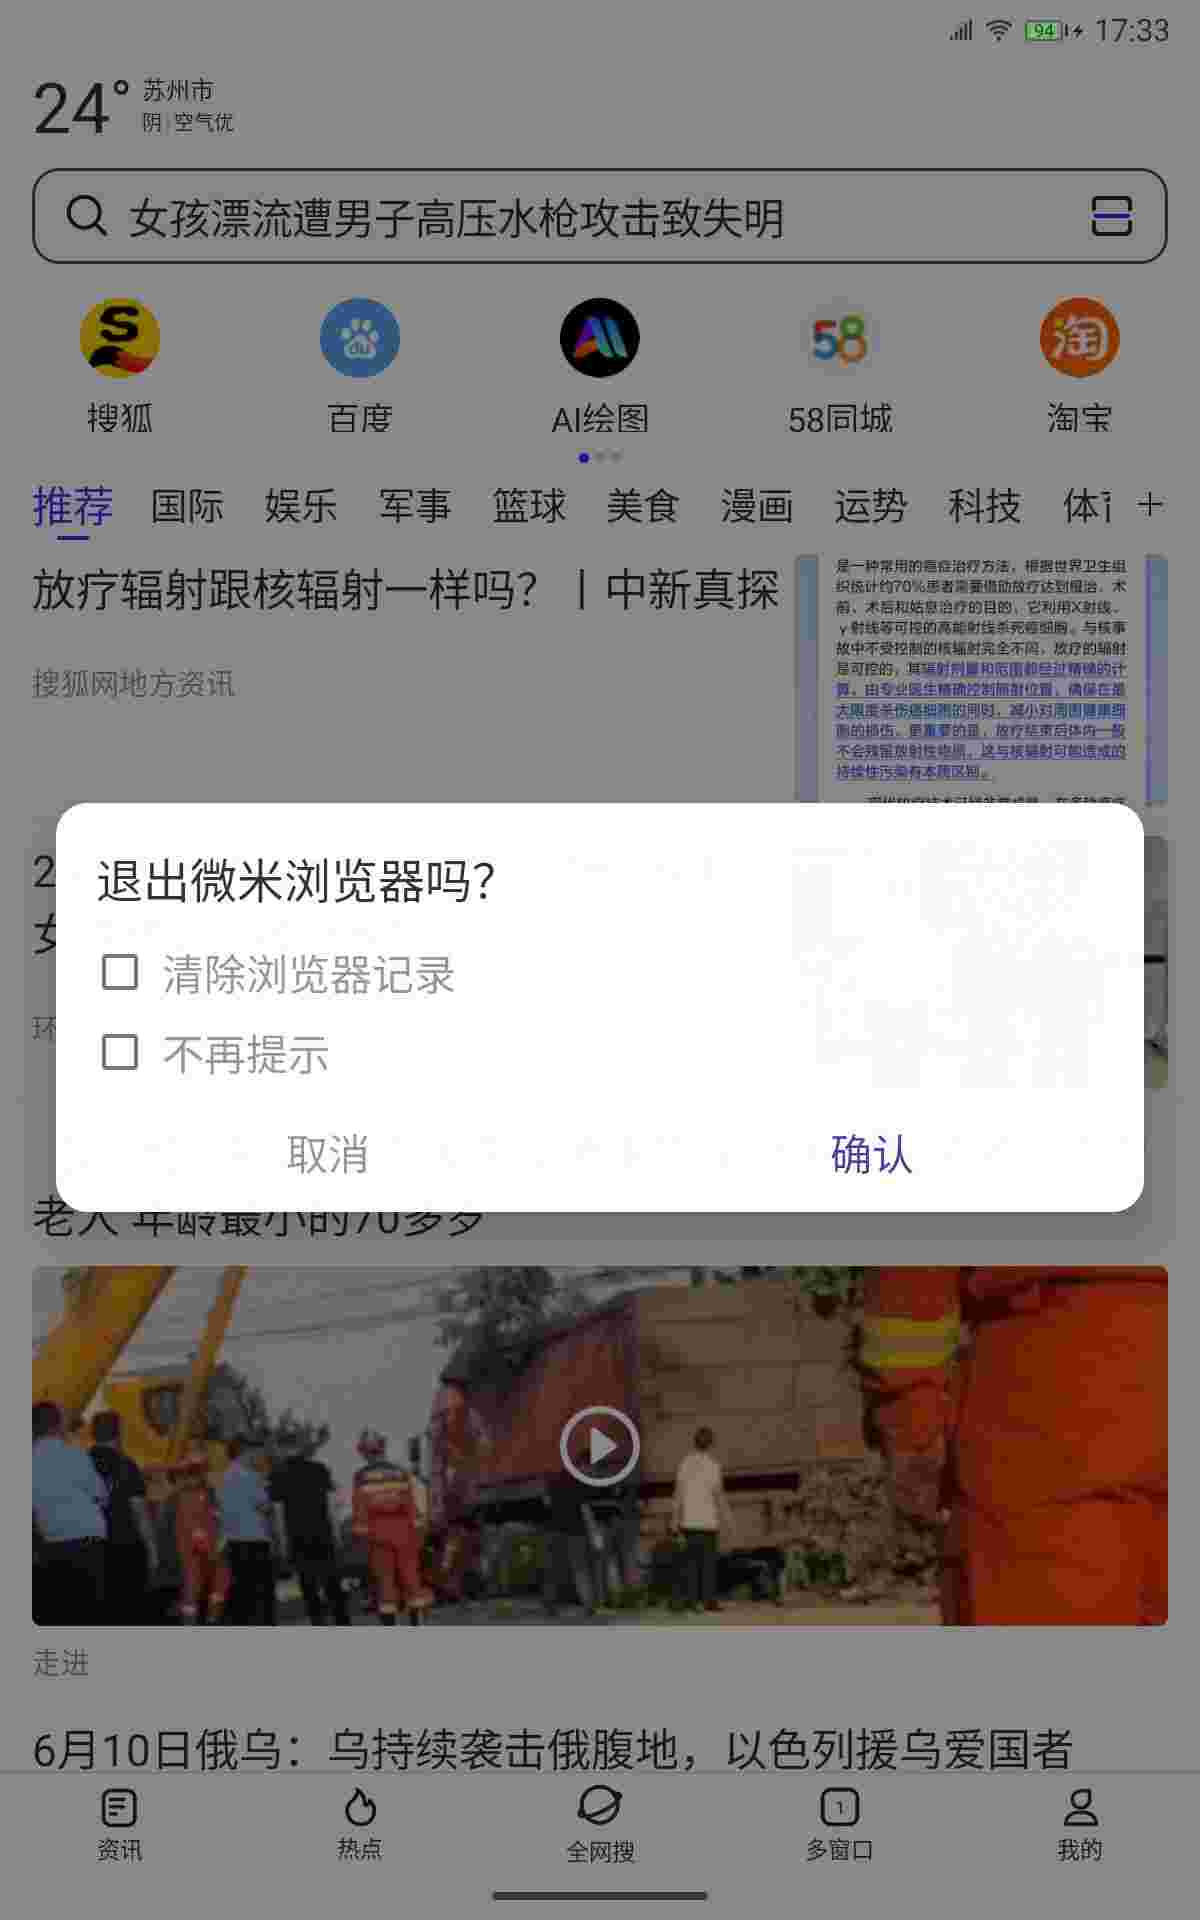 94 17:33
24° 苏州市
阴 空气优
女孩漂流遭男子高压水枪攻击致失明
搜狐 百度 AI绘图 58同城 淘宝
推荐 国际 娱乐 军事 篮球 美食 漫画 运势 科技 +
放疗辐射跟核辐射一样吗？丨中新真探
搜狐网地方资讯
是一种常用的癌症治疗方法，根据世界卫生组
织统计约70%患者需要借助放疗达到根治、术
前、术后和姑息治疗的目的，它利用X射线、
γ射线等可控的高能射线杀死癌细胞。与核事
故中不受控制的核辐射完全不同，放疗的辐射
是可控的，其辐射剂量和范围都经过精确的计
算，由专业医生精确控制照射位置，确保在最
大限度杀伤癌细胞的同时，减小对周围健康细
胞的损伤。更重要的是，放疗结束后体内一般
不会残留放射性物质，这与核辐射可能造成的
持续性污染有本质区别。
退出微米浏览器吗？
清除浏览器记录
不再提示
取消 确认
老人 年龄最小的70多岁
走进
6月10日俄乌：乌持续袭击俄腹地，以色列援乌爱国者
资讯 热点 全网搜 1 多窗口 我的